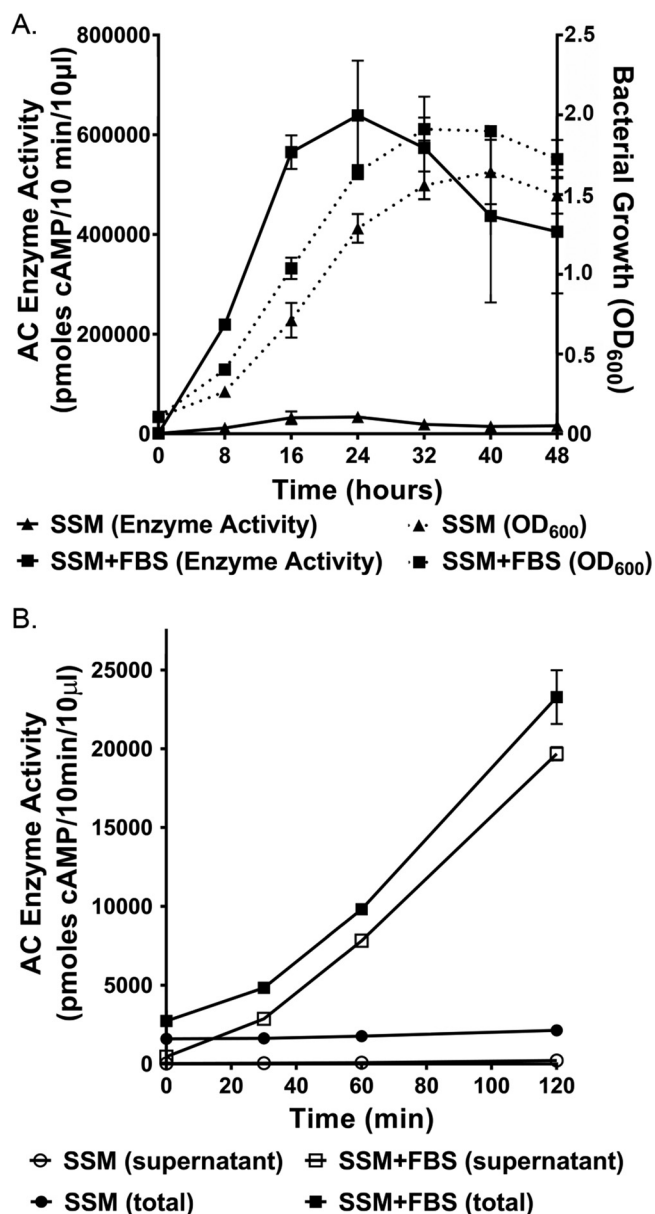 A.
AC Enzyme Activity
(pmoles cAMP/10 min/10µl)
800000
600000
400000
200000
0
2.5
2.0
1.5
1.0
0.5
00
Bacterial Growth (OD600)
0 8 16 24 32 40 48
Time (hours)
SSM (Enzyme Activity) SSM (OD600)
SSM+FBS (Enzyme Activity) SSM+FBS (OD600)
B.
AC Enzyme Activity
(pmoles cAMP/10min/10µl)
25000
20000
15000
10000
5000
0
0 20 40 60 80 100 120
Time (min)
SSM (supernatant) SSM+FBS (supernatant)
SSM (total) SSM+FBS (total)